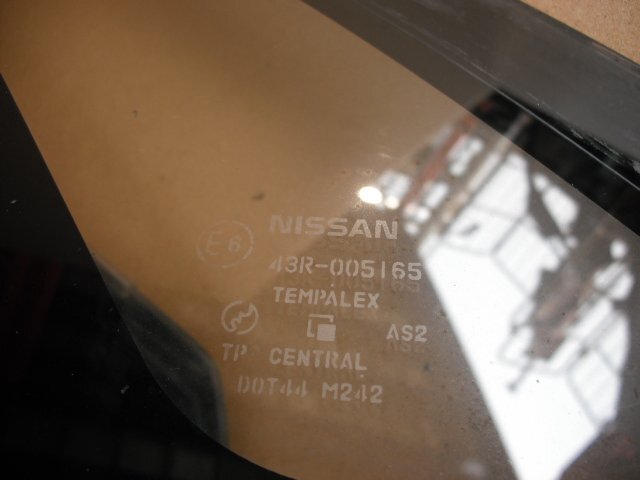 NISSAN
E6 43R-005165
TEMPALEX
AS2
TP CENTRAL
DOT44 M242